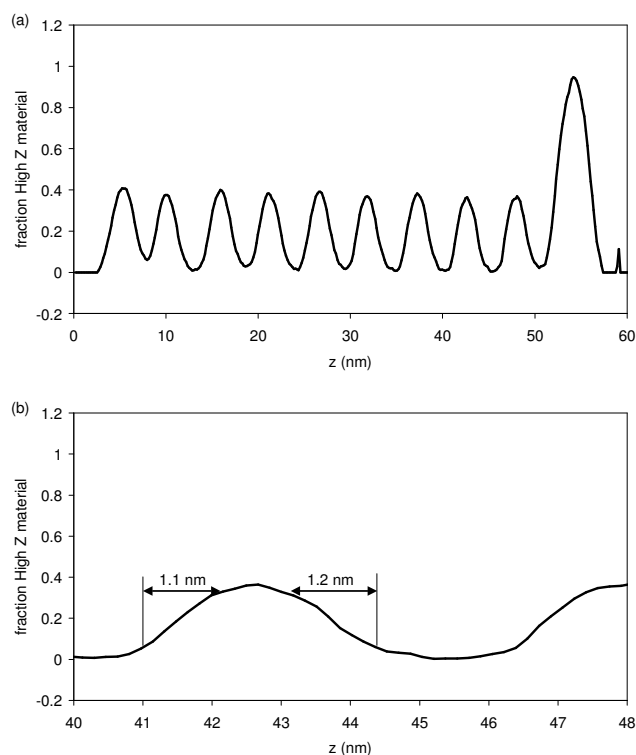 (a)
fraction High Z material
1.2
1
0.8
0.6
0.4
0.2
0
-0.2
0 10 20 30 40 50 60
z (nm)
(b)
fraction High Z material
1.2
1
0.8
0.6
0.4
0.2
0
-0.2
1.1 nm 1.2 nm
40 41 42 43 44 45 46 47 48
z (nm)